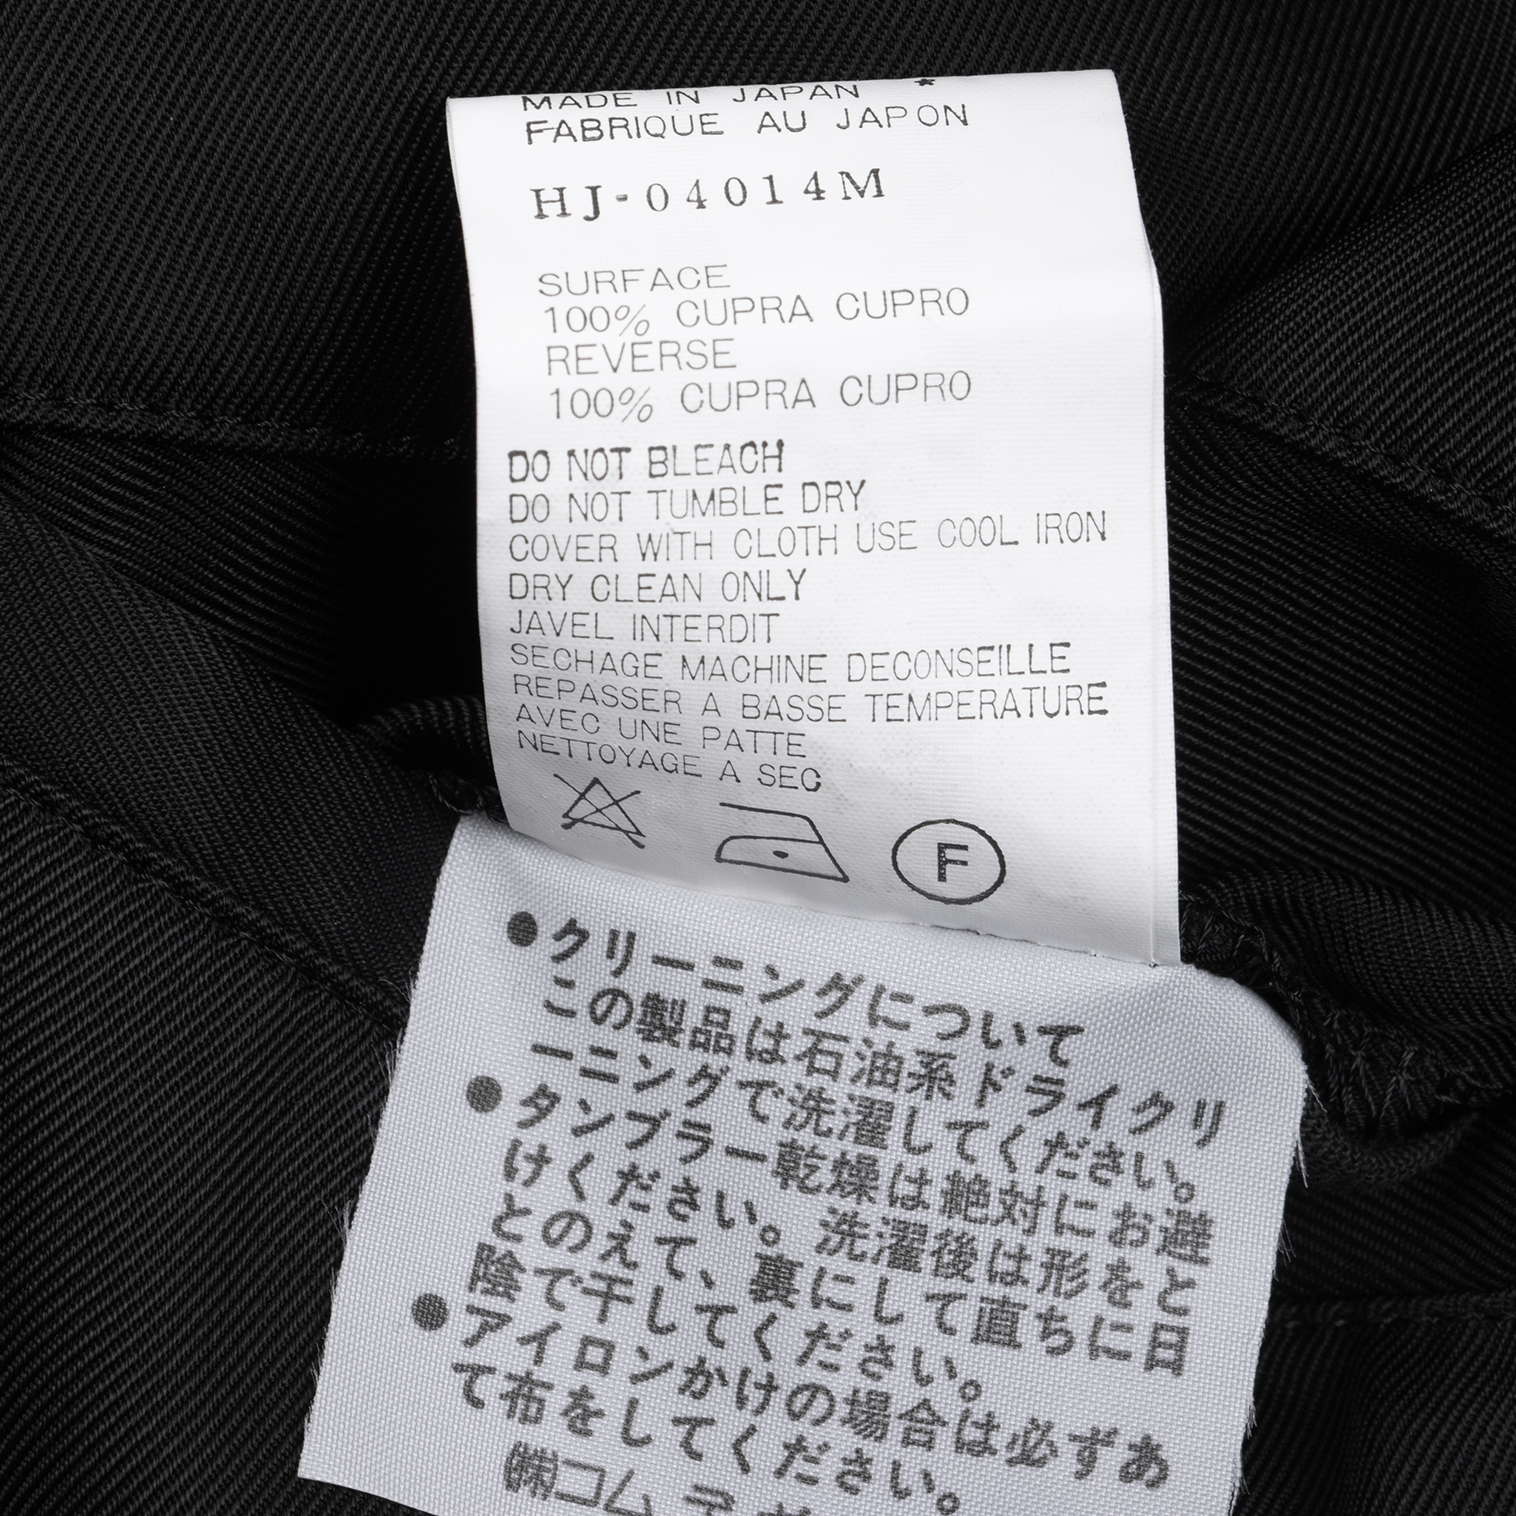 MADE IN JAPAN *
FABRIQUE AU JAPON
HJ-04014M
SURFACE
100% CUPRA CUPRO
REVERSE
100% CUPRA CUPRO
DO NOT BLEACH
DO NOT TUMBLE DRY
COVER WITH CLOTH USE COOL IRON
DRY CLEAN ONLY
JAVEL INTERDIT
SECHAGE MACHINE DECONSEILLE
REPASSER A BASSE TEMPERATURE
AVEC UNE PATTE
NETTOYAGE A SEC
F
●クリーニングについて
この製品は石油系ドライクリ
ーニングで洗濯してください。
●タンブラー乾燥は絶対にお避
けください。洗濯後は形をと
とのえて、裏にして直ちに日
陰で干してください。
●アイロンかけの場合は必ずあ
て布をしてください。
㈱コム